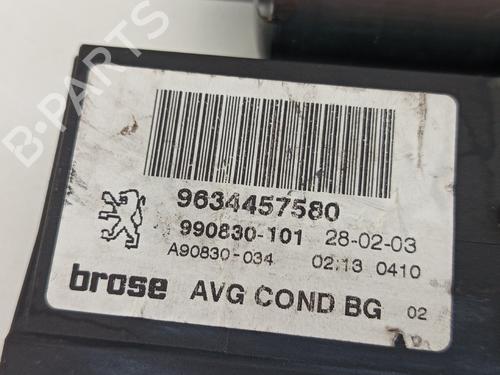 B-PARTS
9634457580
990830-101 28-02-03
A90830-034 02:13 0410
brose AVG COND BG 02